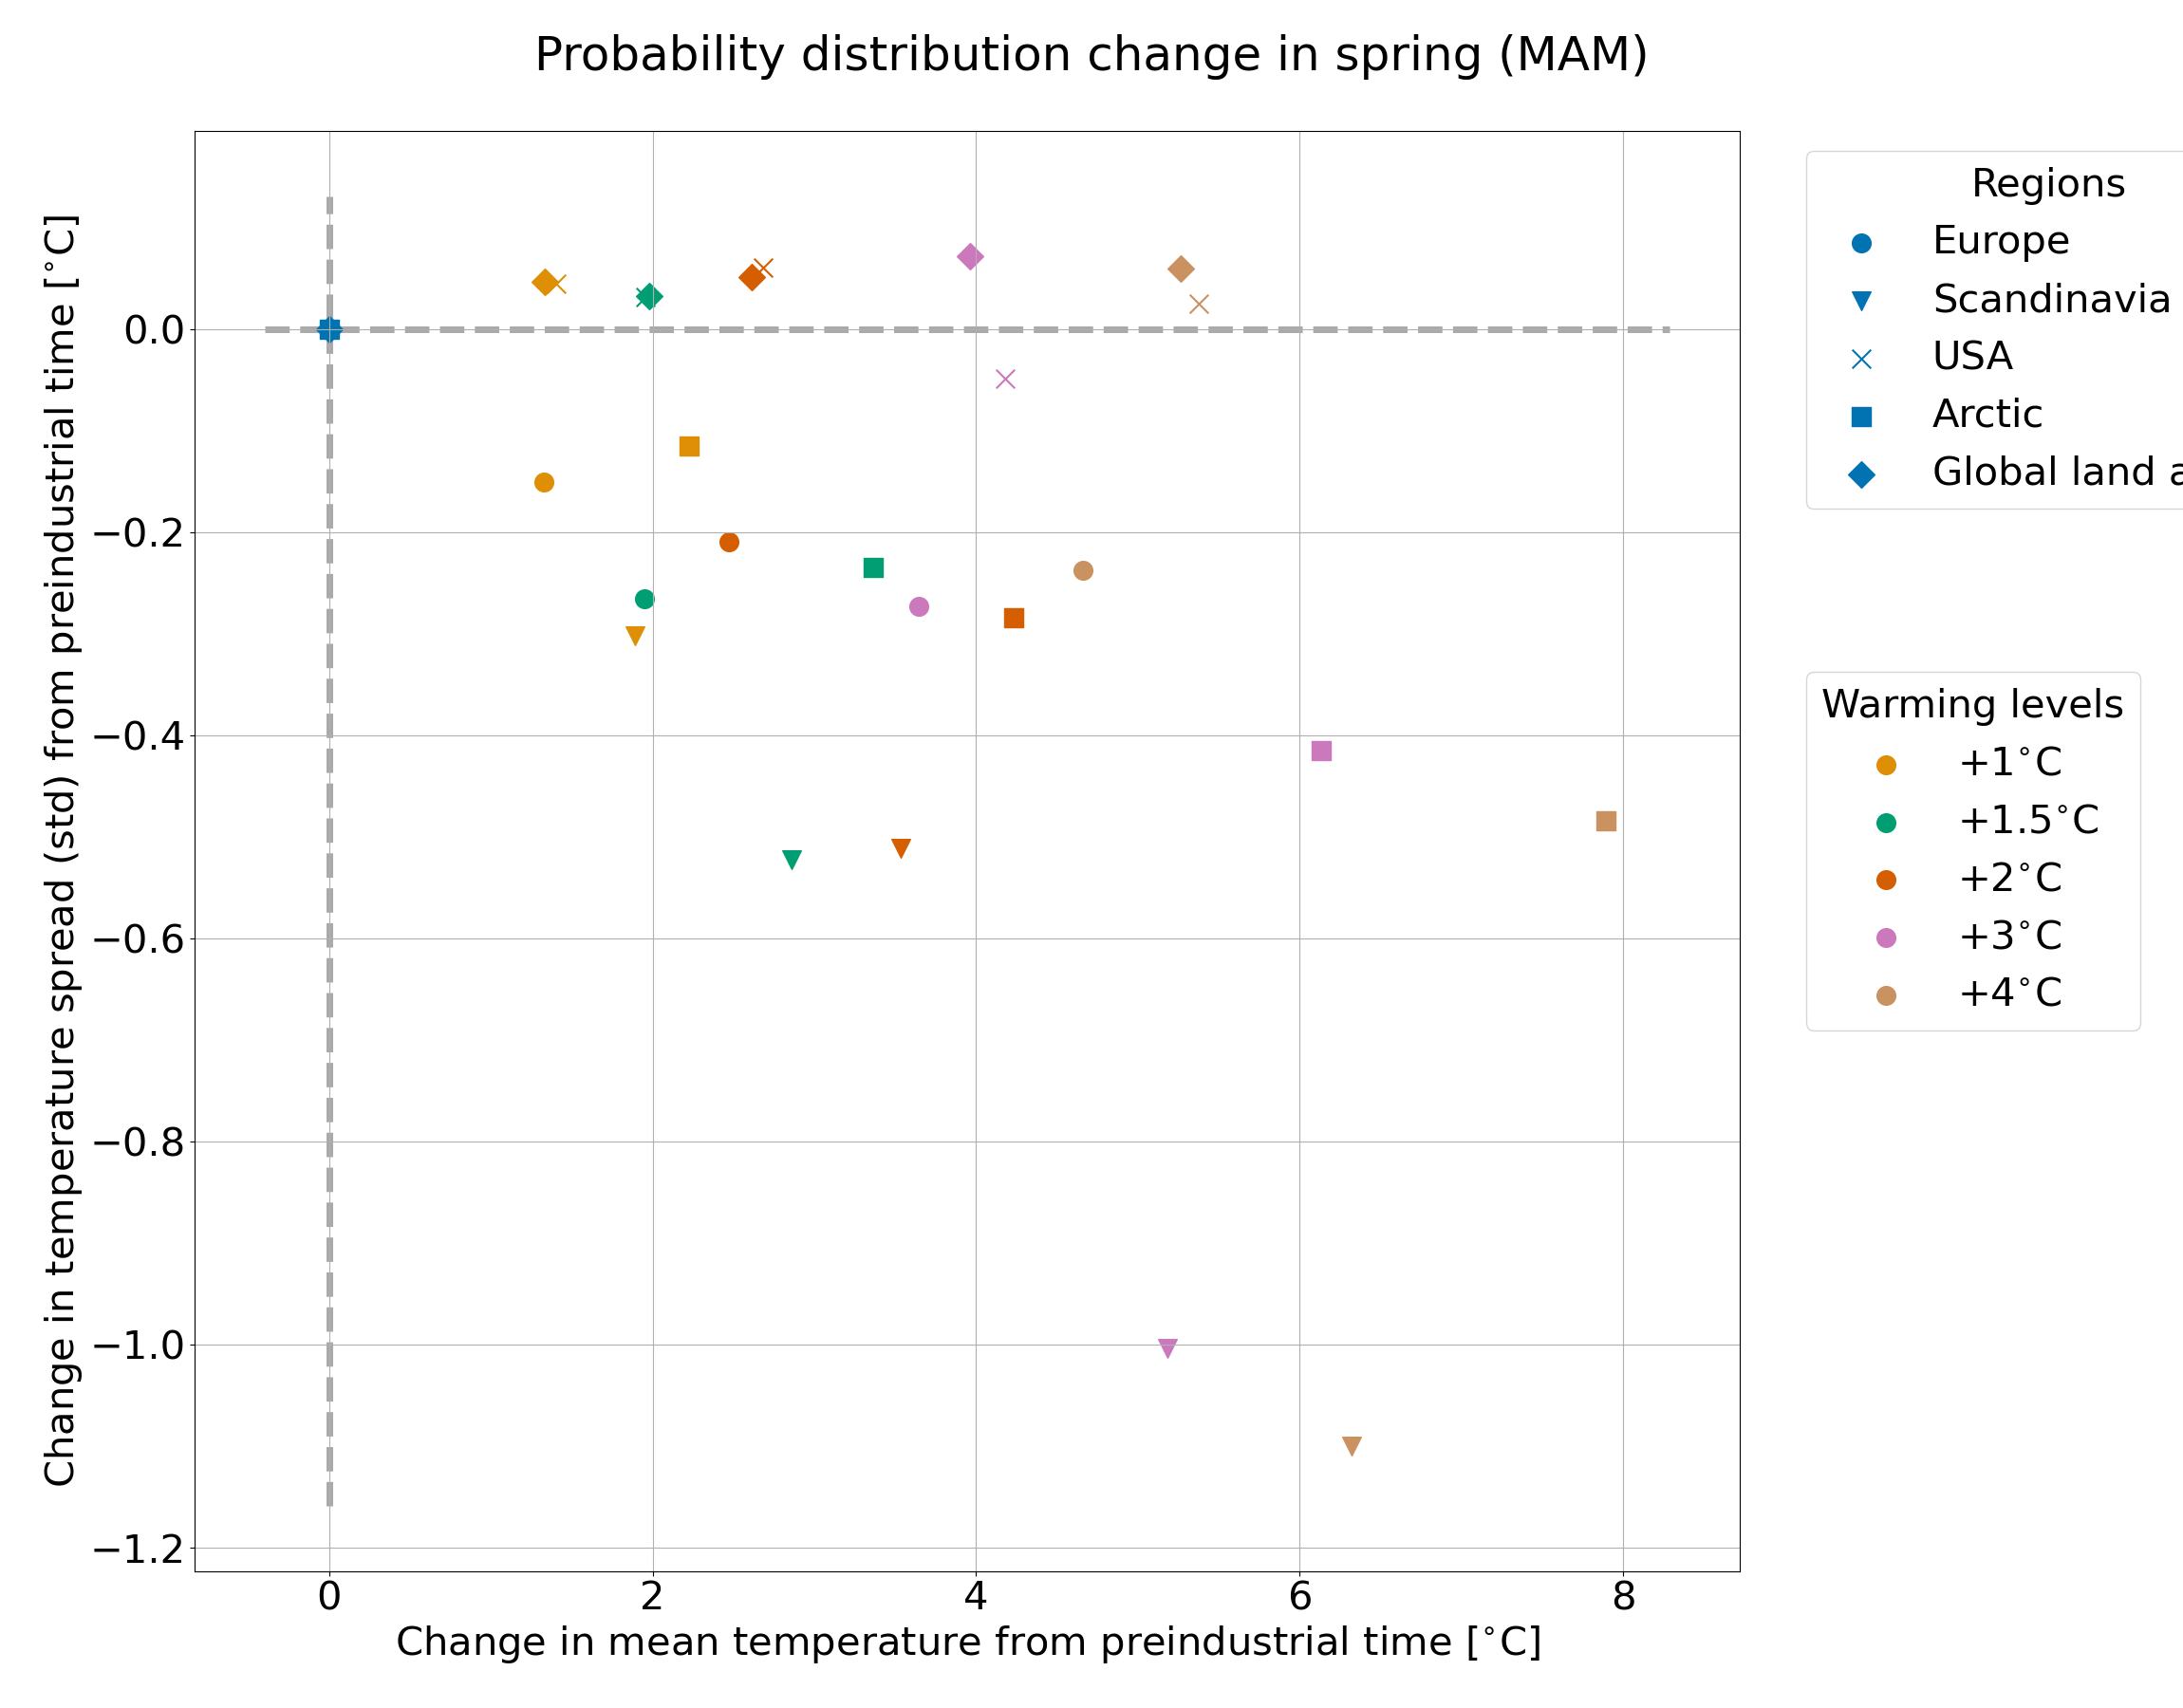 Probability distribution change in spring (MAM)
Change in temperature spread (std) from preindustrial time [°C]
0.0
−0.2
−0.4
−0.6
−0.8
−1.0
−1.2
0 2 4 6 8
Change in mean temperature from preindustrial time [°C]
Regions
Europe
Scandinavia
USA
Arctic
Global land
Warming levels
+1°C
+1.5°C
+2°C
+3°C
+4°C